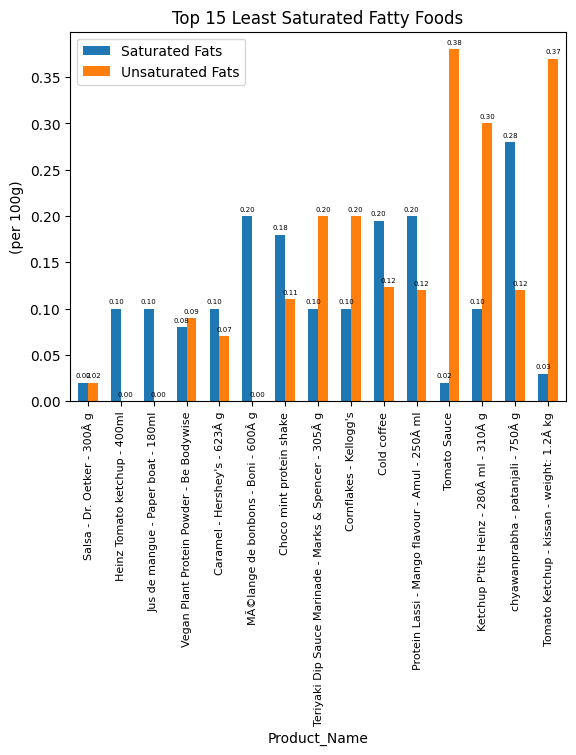 Top 15 Least Saturated Fatty Foods
Saturated Fats
Unsaturated Fats
(per 100g)
0.35
0.30
0.25
0.20
0.15
0.10
0.05
0.00
0.02
0.02
0.10
0.00
0.10
0.00
0.08
0.09
0.10
0.07
0.20
0.00
0.18
0.11
0.10
0.20
0.10
0.20
0.20
0.12
0.20
0.12
0.02
0.38
0.10
0.30
0.28
0.12
0.03
0.37
Salsa - Dr. Oetker - 300Â g
Heinz Tomato ketchup - 400ml
Jus de mangue - Paper boat - 180ml
Vegan Plant Protein Powder - Be Bodywise
Caramel - Hershey's - 623Â g
MÃ©lange de bonbons - Boni - 600Â g
Choco mint protein shake
Teriyaki Dip Sauce Marinade - Marks & Spencer - 305Â g
Cornflakes - Kellogg's
Cold coffee
Protein Lassi - Mango flavour - Amul - 250Â ml
Tomato Sauce
Ketchup P'tits Heinz - 280Â ml - 310Â g
chyawanprabha - patanjali - 750Â g
Tomato Ketchup - kissan - weight: 1.2Â kg
Product_Name